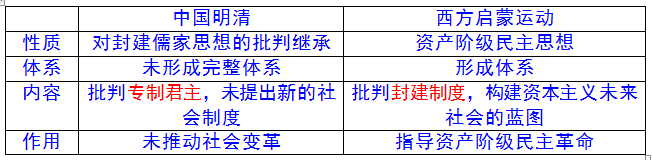 中国明清 西方启蒙运动
性质 对封建儒家思想的批判继承 资产阶级民主思想
体系 未形成完整体系 形成体系
内容 批判专制君主，未提出新的社 批判封建制度，构建资本主义未来
会制度 社会的蓝图
作用 未推动社会变革 指导资产阶级民主革命